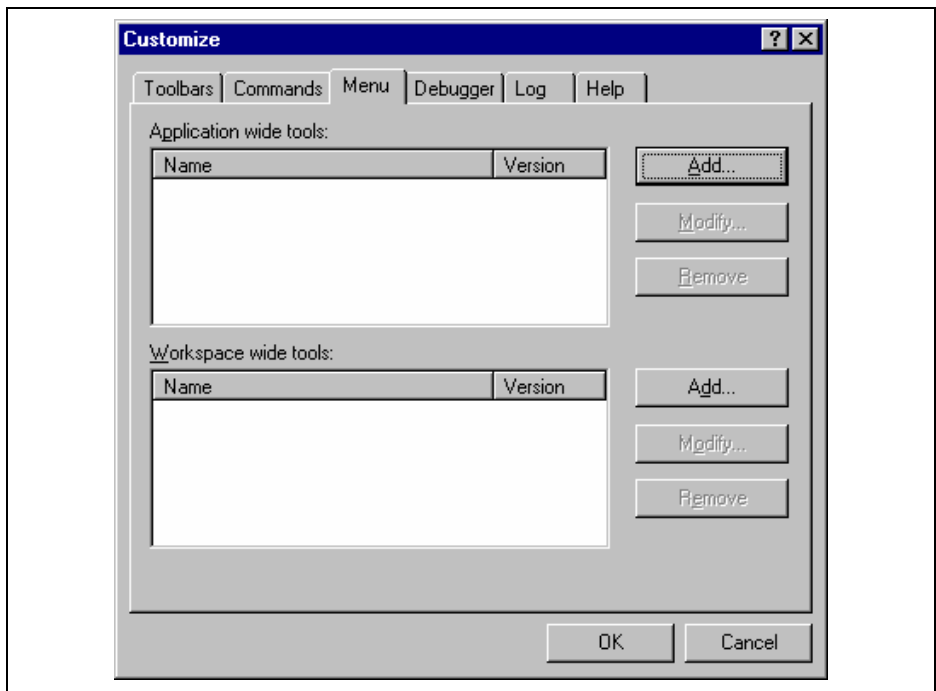 Customize
Toolbars Commands Menu Debugger Log Help
Application wide tools:
Name Version
Add...
Modify...
Remove
Workspace wide tools:
Name Version
Add...
Modify...
Remove
OK Cancel